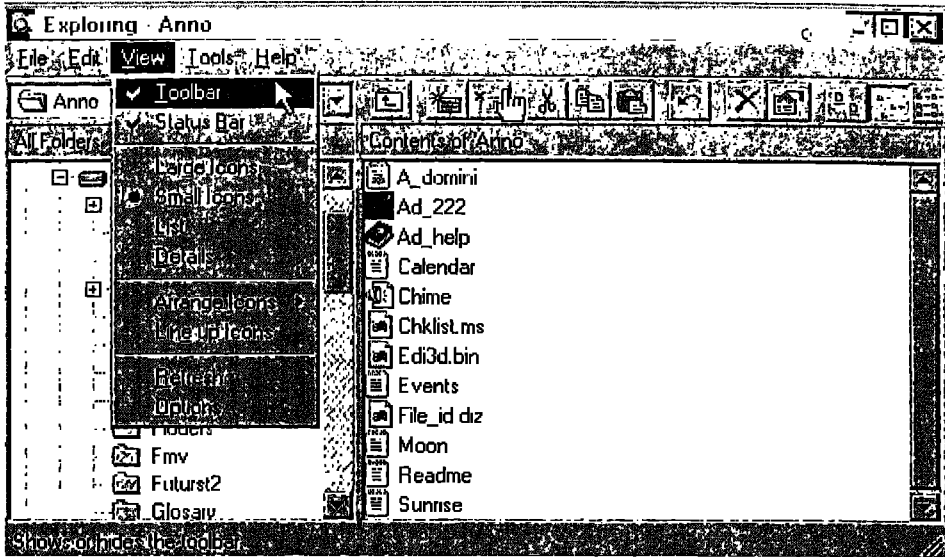 Exploring - Anno
File Edit View Tools Help
Anno
Toolbar
Status Bar
Large Icons
Small Icons
List
Details
Arrange Icons
Line up Icons
Refresh
Options
All Folders
Fmv
Futurst2
Glosary
Contents of Anno
A_domini
Ad_222
Ad_help
Calendar
Chime
Chklist.ms
Edi3d.bin
Events
File_id diz
Moon
Readme
Sunrise
Shows or hides the toolbar.